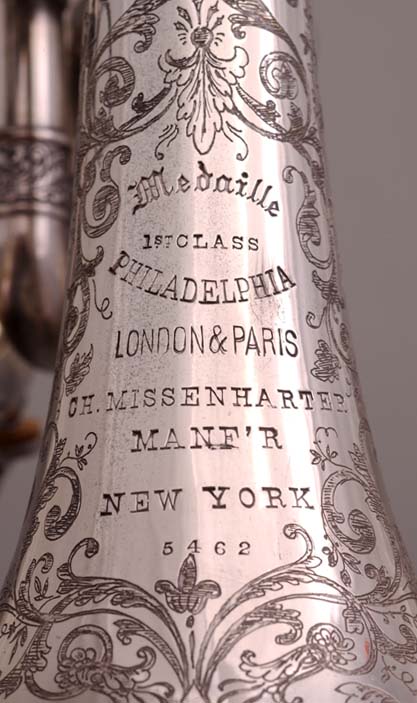 Medaille
1ST CLASS
PHILADELPHIA
LONDON & PARIS
CH. MISSENHARTER
MANF'R
NEW YORK
5462